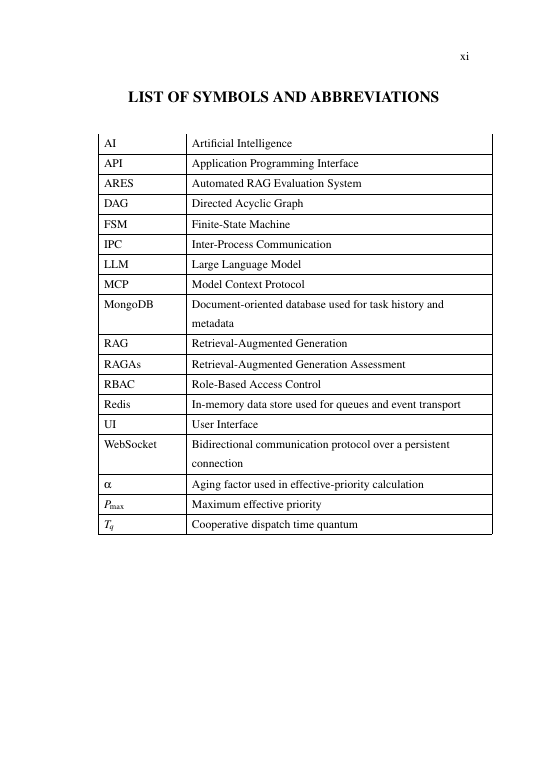 xi
LIST OF SYMBOLS AND ABBREVIATIONS
AI Artificial Intelligence
API Application Programming Interface
ARES Automated RAG Evaluation System
DAG Directed Acyclic Graph
FSM Finite-State Machine
IPC Inter-Process Communication
LLM Large Language Model
MCP Model Context Protocol
MongoDB Document-oriented database used for task history and
metadata
RAG Retrieval-Augmented Generation
RAGAs Retrieval-Augmented Generation Assessment
RBAC Role-Based Access Control
Redis In-memory data store used for queues and event transport
UI User Interface
WebSocket Bidirectional communication protocol over a persistent
connection
α Aging factor used in effective-priority calculation
Pmax Maximum effective priority
Tq Cooperative dispatch time quantum